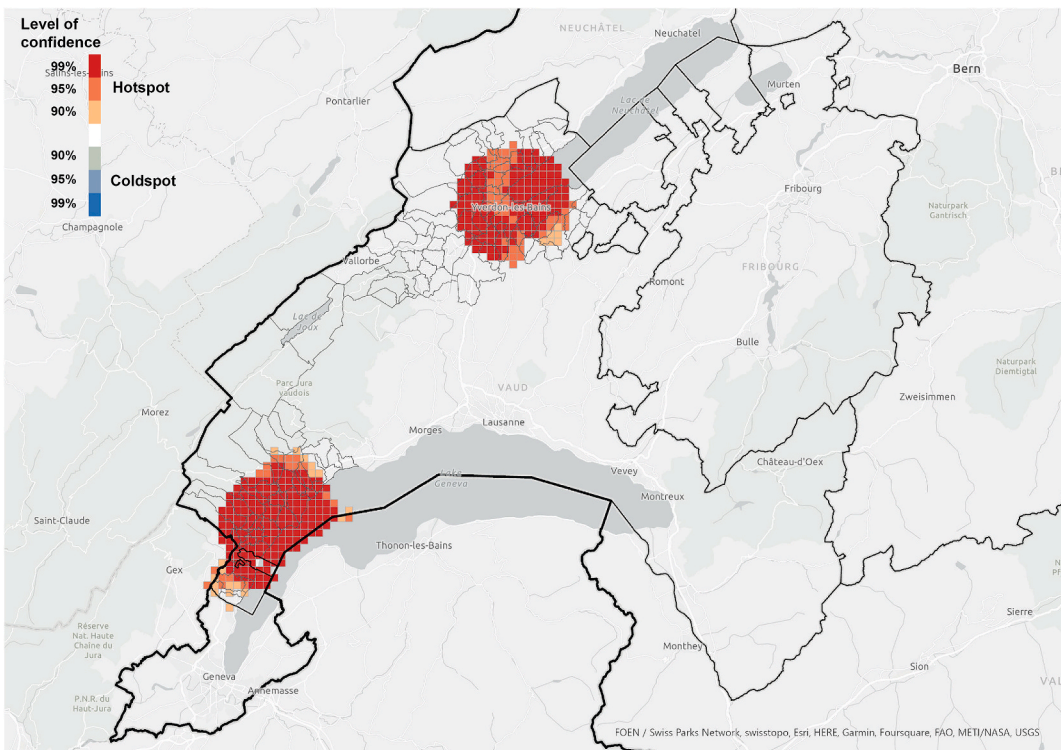 Level of
confidence
99%
Hotspot
95%
90%
90%
95%
Coldspot
99%
Salins-les-Bains
Champagnole
Pontarlier
NEUCHÂTEL
Neuchatel
Lac de
Neuchâtel
Murten
Bern
Fribourg
Naturpark
Gantrisch
Yverdon-les-Bains
Vallorbe
FRIBOURG
Romont
Lac de
Joux
Bulle
Naturpark
Diemtigtal
Parc Jura
vaudois
VAUD
Morez
Zweisimmen
Lausanne
Morges
Vevey
Château-d'Oex
Lake
Geneva
Montreux
Saint-Claude
Thonon-les-Bains
Gex
Réserve
Nat. Haute
Chaîne du
Jura
Sierre
Monthey
Sion
Geneva
Annemasse
P.N.R. du
Haut-Jura
FOEN / Swiss Parks Network, swisstopo, Esri, HERE, Garmin, Foursquare, FAO, METI/NASA, USGS